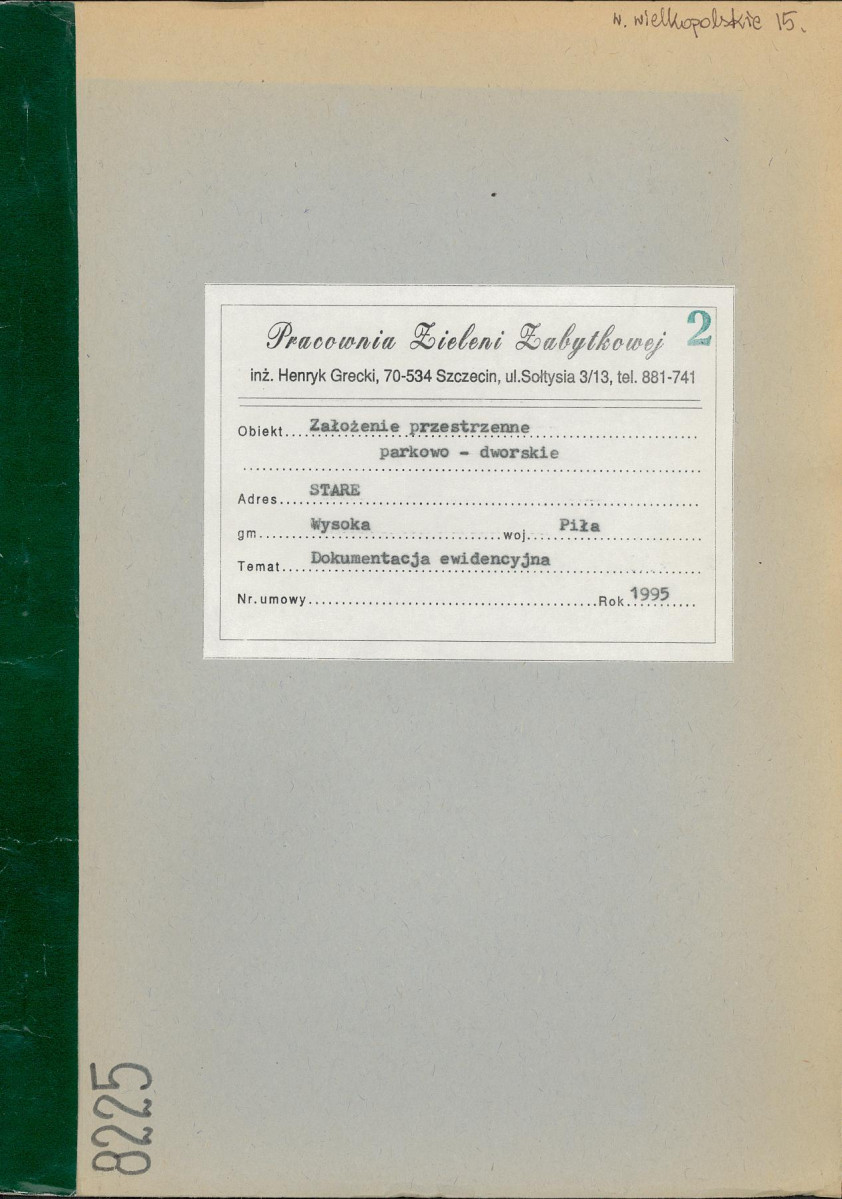 w. wielkopolskie 15.
2
Pracownia Zieleni Zabytkowej
inż. Henryk Grecki, 70-534 Szczecin, ul.Sołtysia 3/13, tel. 881-741
Obiekt....Założenie przestrzenne
parkowo - dworskie
Adres....STARE
gm....Wysoka....woj....Piła
Temat....Dokumentacja ewidencyjna
Nr. umowy....Rok.1995
8225